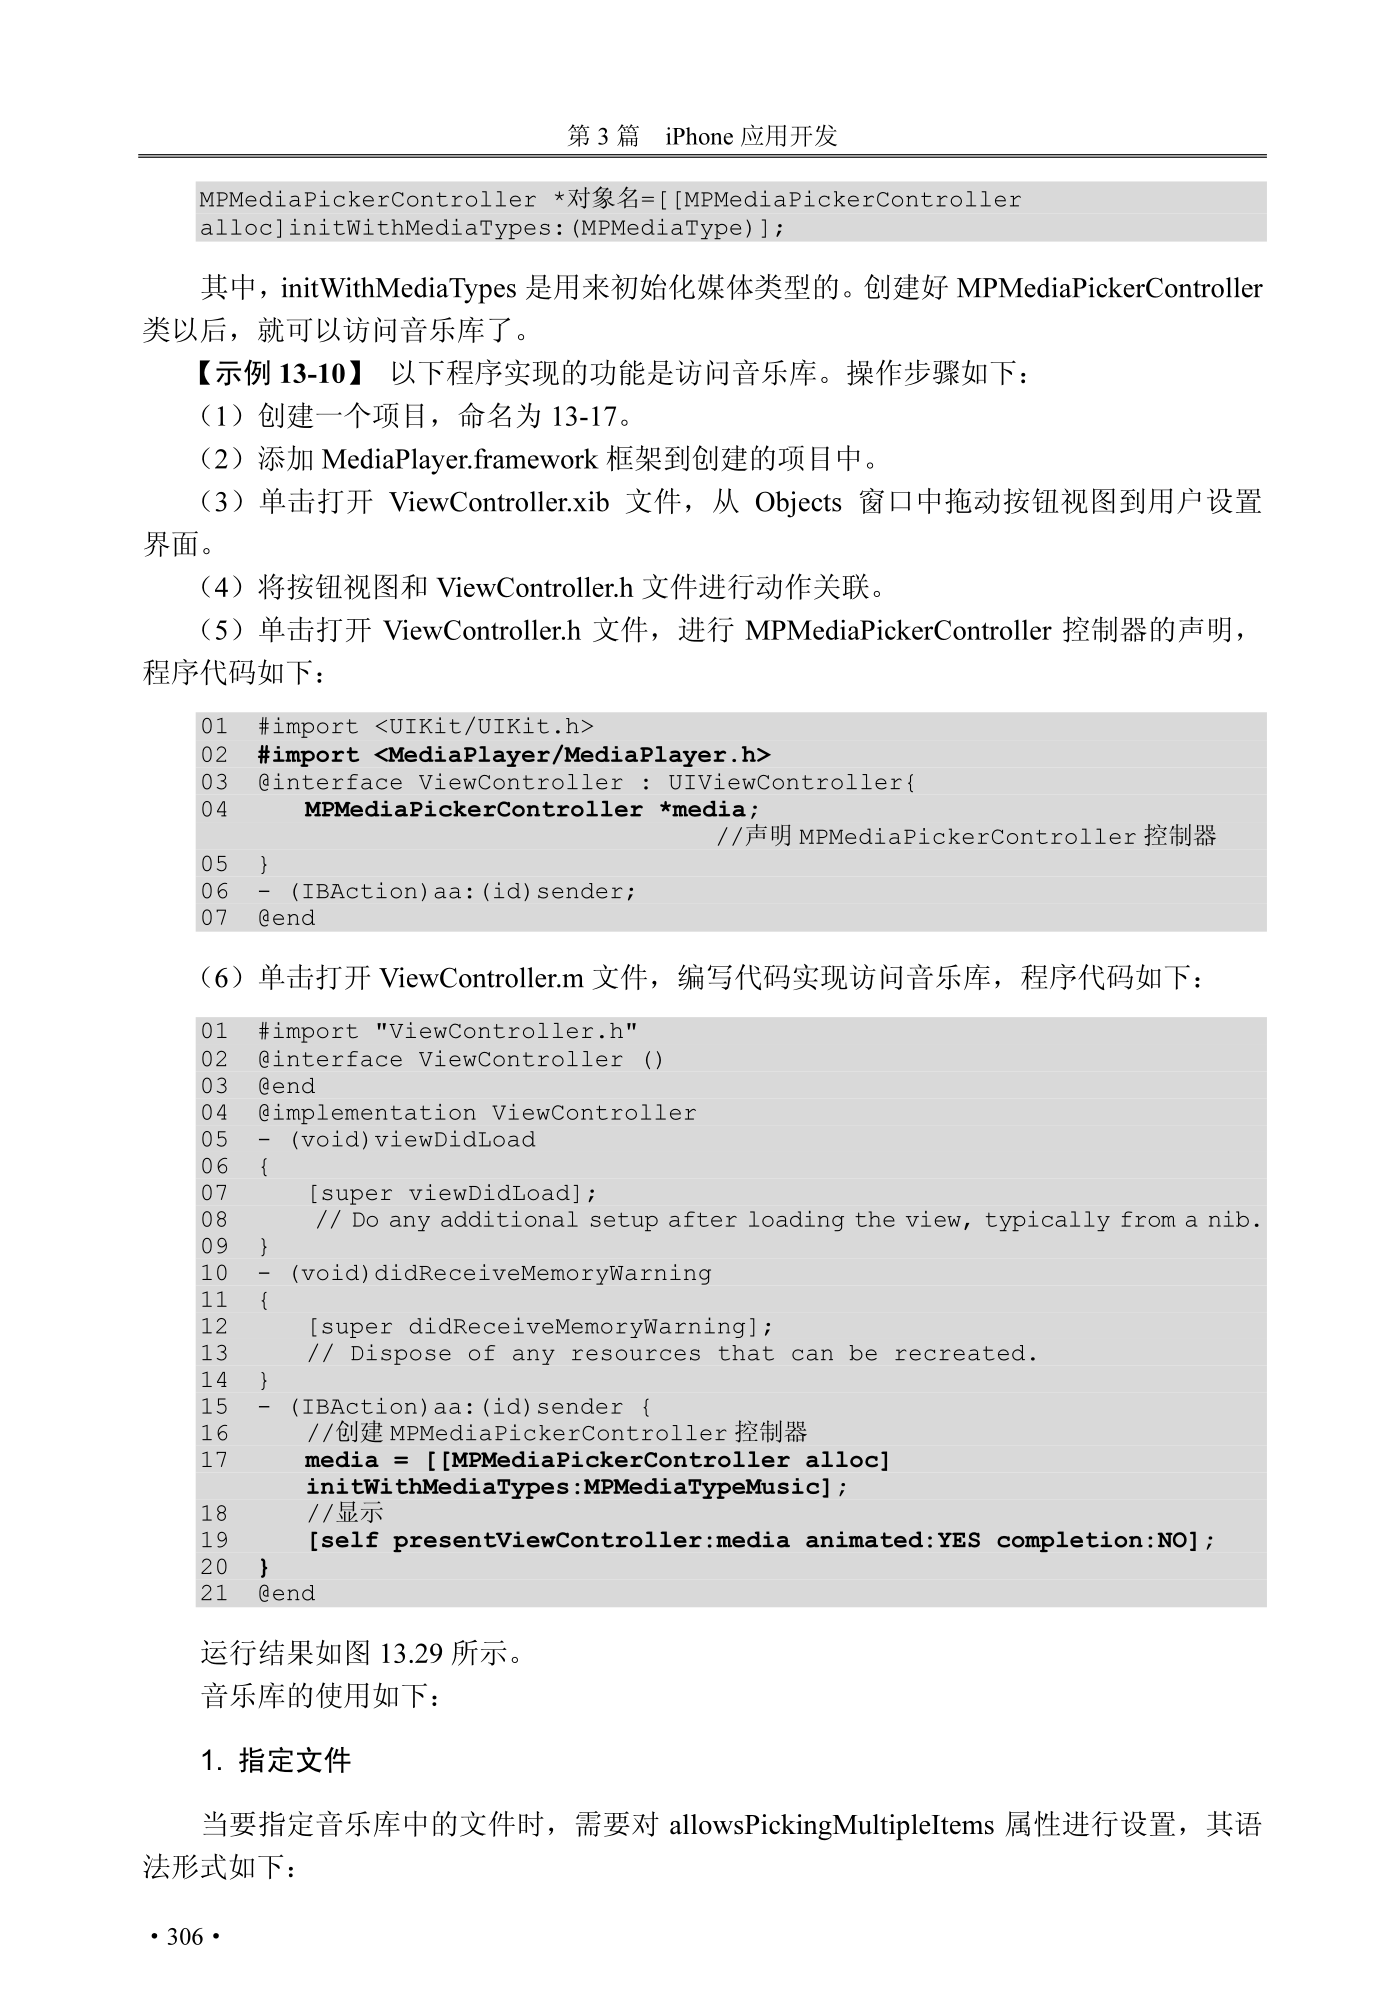 第 3 篇　iPhone 应用开发
MPMediaPickerController *对象名=[[MPMediaPickerController
alloc]initWithMediaTypes:(MPMediaType)];
其中，initWithMediaTypes 是用来初始化媒体类型的。创建好 MPMediaPickerController
类以后，就可以访问音乐库了。
【示例 13-10】 以下程序实现的功能是访问音乐库。操作步骤如下：
（1）创建一个项目，命名为 13-17。
（2）添加 MediaPlayer.framework 框架到创建的项目中。
（3）单击打开 ViewController.xib 文件，从 Objects 窗口中拖动按钮视图到用户设置
界面。
（4）将按钮视图和 ViewController.h 文件进行动作关联。
（5）单击打开 ViewController.h 文件，进行 MPMediaPickerController 控制器的声明，
程序代码如下：
01 #import <UIKit/UIKit.h>
02 #import <MediaPlayer/MediaPlayer.h>
03 @interface ViewController : UIViewController{
04    MPMediaPickerController *media;
//声明 MPMediaPickerController 控制器
05 }
06 - (IBAction)aa:(id)sender;
07 @end
（6）单击打开 ViewController.m 文件，编写代码实现访问音乐库，程序代码如下：
01 #import "ViewController.h"
02 @interface ViewController ()
03 @end
04 @implementation ViewController
05 - (void)viewDidLoad
06 {
07    [super viewDidLoad];
08    // Do any additional setup after loading the view, typically from a nib.
09 }
10 - (void)didReceiveMemoryWarning
11 {
12    [super didReceiveMemoryWarning];
13    // Dispose of any resources that can be recreated.
14 }
15 - (IBAction)aa:(id)sender {
16    //创建 MPMediaPickerController 控制器
17    media = [[MPMediaPickerController alloc]
initWithMediaTypes:MPMediaTypeMusic];
18    //显示
19    [self presentViewController:media animated:YES completion:NO];
20 }
21 @end
运行结果如图 13.29 所示。
音乐库的使用如下：
1. 指定文件
当要指定音乐库中的文件时，需要对 allowsPickingMultipleItems 属性进行设置，其语
法形式如下：
· 306 ·